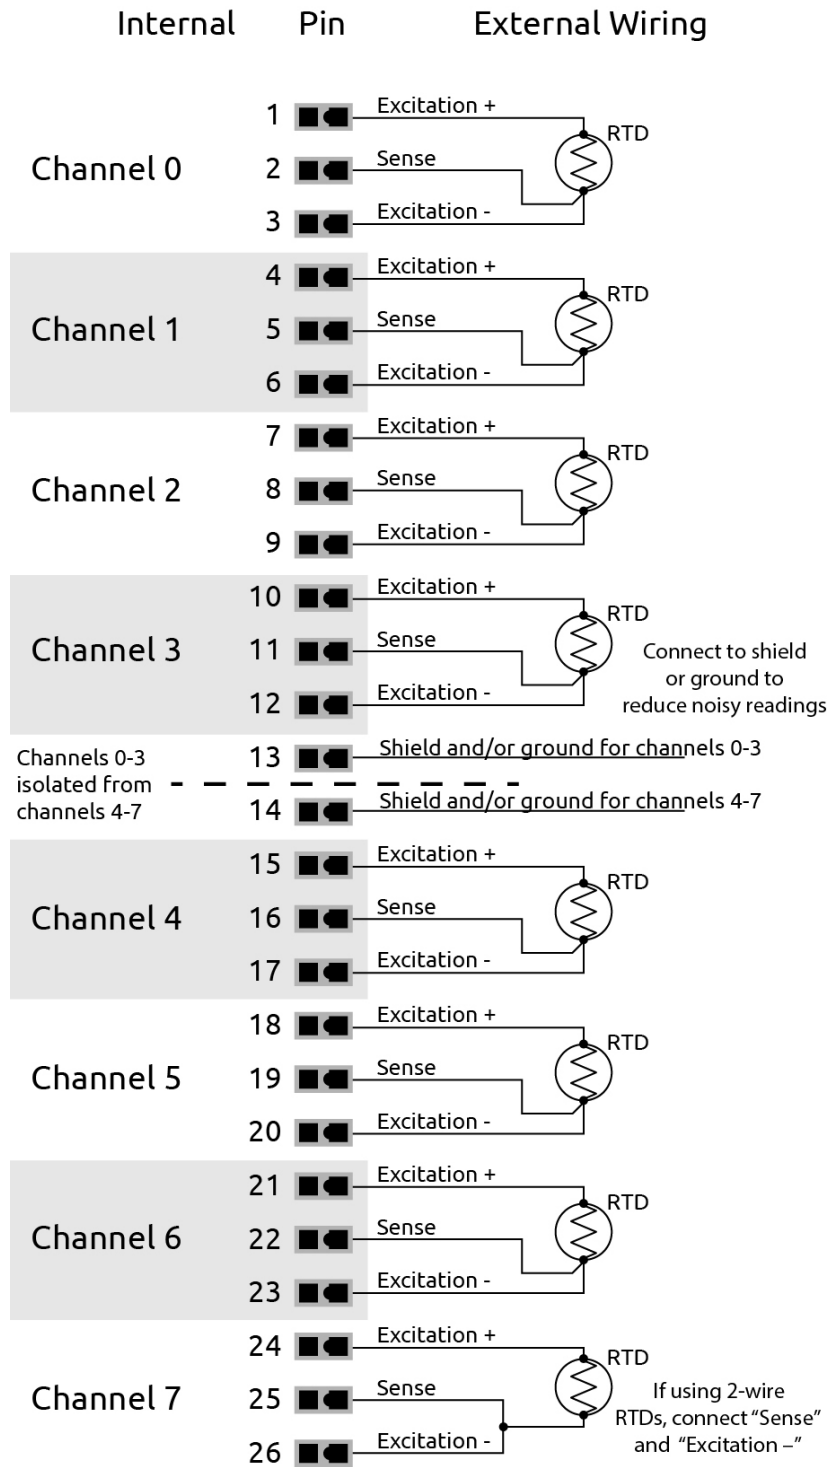 Internal Pin External Wiring
1 Excitation +
RTD
Channel 0 2 Sense
3 Excitation -
4 Excitation +
RTD
Channel 1 5 Sense
6 Excitation -
7 Excitation +
RTD
Channel 2 8 Sense
9 Excitation -
10 Excitation +
RTD
Channel 3 11 Sense
12 Excitation -
Connect to shield
or ground to
reduce noisy readings
Channels 0-3
isolated from
channels 4-7
13 Shield and/or ground for channels 0-3
14 Shield and/or ground for channels 4-7
15 Excitation +
RTD
Channel 4 16 Sense
17 Excitation -
18 Excitation +
RTD
Channel 5 19 Sense
20 Excitation -
21 Excitation +
RTD
Channel 6 22 Sense
23 Excitation -
24 Excitation +
RTD
Channel 7 25 Sense
26 Excitation -
If using 2-wire
RTDs, connect “Sense”
and “Excitation –”